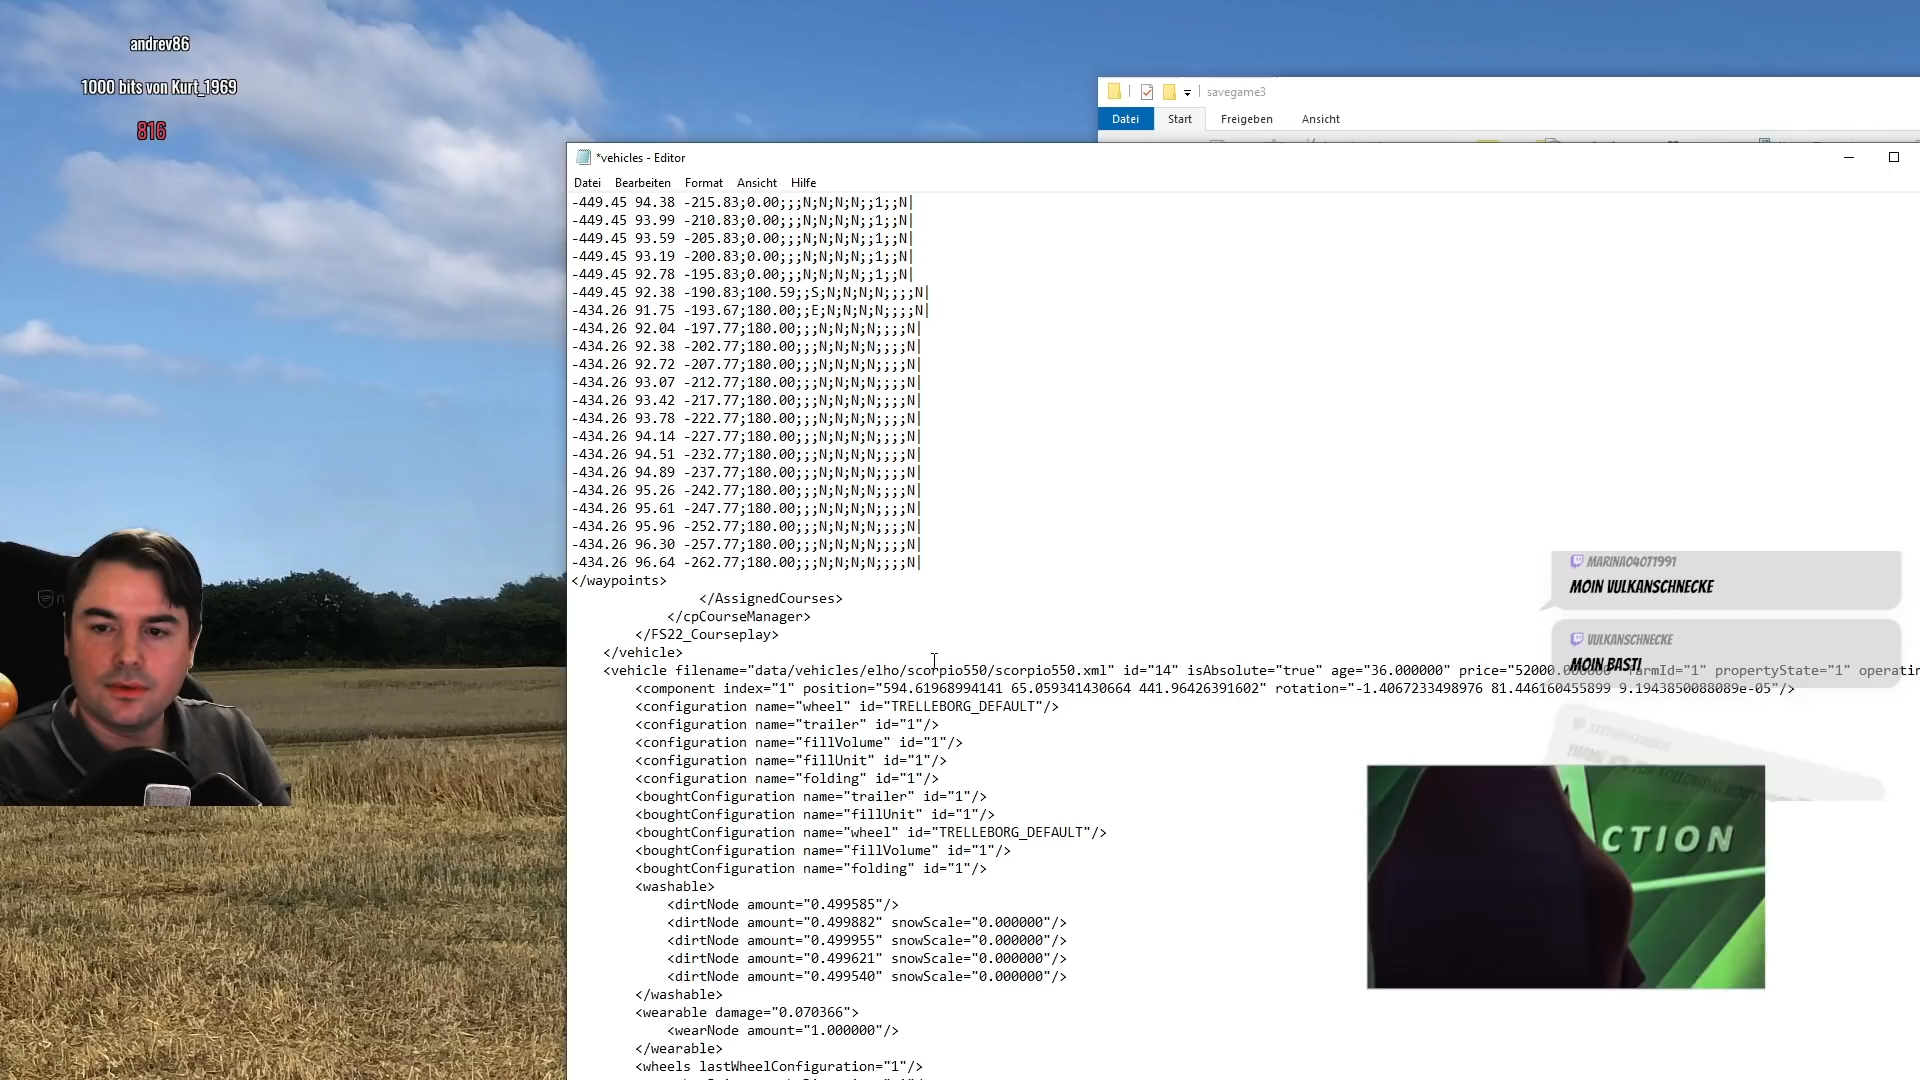 andrev86
1000 bits von Kurt_1969
816
savegame3
Datei Start Freigeben Ansicht
*vehicles - Editor
Datei Bearbeiten Format Ansicht Hilfe
-449.45 94.38 -215.83;0.00;;;N;N;N;N;;1;;N|
-449.45 93.99 -210.83;0.00;;;N;N;N;N;;1;;N|
-449.45 93.59 -205.83;0.00;;;N;N;N;N;;1;;N|
-449.45 93.19 -200.83;0.00;;;N;N;N;N;;1;;N|
-449.45 92.78 -195.83;0.00;;;N;N;N;N;;1;;N|
-449.45 92.38 -190.83;100.59;;S;N;N;N;N;;;;N|
-434.26 91.75 -193.67;180.00;;E;N;N;N;N;;;;N|
-434.26 92.04 -197.77;180.00;;;N;N;N;N;;;;N|
-434.26 92.38 -202.77;180.00;;;N;N;N;N;;;;N|
-434.26 92.72 -207.77;180.00;;;N;N;N;N;;;;N|
-434.26 93.07 -212.77;180.00;;;N;N;N;N;;;;N|
-434.26 93.42 -217.77;180.00;;;N;N;N;N;;;;N|
-434.26 93.78 -222.77;180.00;;;N;N;N;N;;;;N|
-434.26 94.14 -227.77;180.00;;;N;N;N;N;;;;N|
-434.26 94.51 -232.77;180.00;;;N;N;N;N;;;;N|
-434.26 94.89 -237.77;180.00;;;N;N;N;N;;;;N|
-434.26 95.26 -242.77;180.00;;;N;N;N;N;;;;N|
-434.26 95.61 -247.77;180.00;;;N;N;N;N;;;;N|
-434.26 95.96 -252.77;180.00;;;N;N;N;N;;;;N|
-434.26 96.30 -257.77;180.00;;;N;N;N;N;;;;N|
-434.26 96.64 -262.77;180.00;;;N;N;N;N;;;;N|
</waypoints>
</AssignedCourses>
</cpCourseManager>
</FS22_Courseplay>
</vehicle>
<vehicle filename="data/vehicles/elho/scorpio550/scorpio550.xml" id="14" isAbsolute="true" age="36.000000" price="52000.000000" farmId="1" propertyState="1" operatin
<component index="1" position="594.61968994141 65.059341430664 441.96426391602" rotation="-1.4067233498976 81.446160455899 9.1943850088089e-05"/>
<configuration name="wheel" id="TRELLEBORG_DEFAULT"/>
<configuration name="trailer" id="1"/>
<configuration name="fillVolume" id="1"/>
<configuration name="fillUnit" id="1"/>
<configuration name="folding" id="1"/>
<boughtConfiguration name="trailer" id="1"/>
<boughtConfiguration name="fillUnit" id="1"/>
<boughtConfiguration name="wheel" id="TRELLEBORG_DEFAULT"/>
<boughtConfiguration name="fillVolume" id="1"/>
<boughtConfiguration name="folding" id="1"/>
<washable>
<dirtNode amount="0.499585"/>
<dirtNode amount="0.499882" snowScale="0.000000"/>
<dirtNode amount="0.499955" snowScale="0.000000"/>
<dirtNode amount="0.499621" snowScale="0.000000"/>
<dirtNode amount="0.499540" snowScale="0.000000"/>
</washable>
<wearable damage="0.070366">
<wearNode amount="1.000000"/>
</wearable>
<wheels lastWheelConfiguration="1"/>
MARINA04071991
MOIN VULKANSCHNECKE
VULKANSCHNECKE
MOIN BASTI
CTION